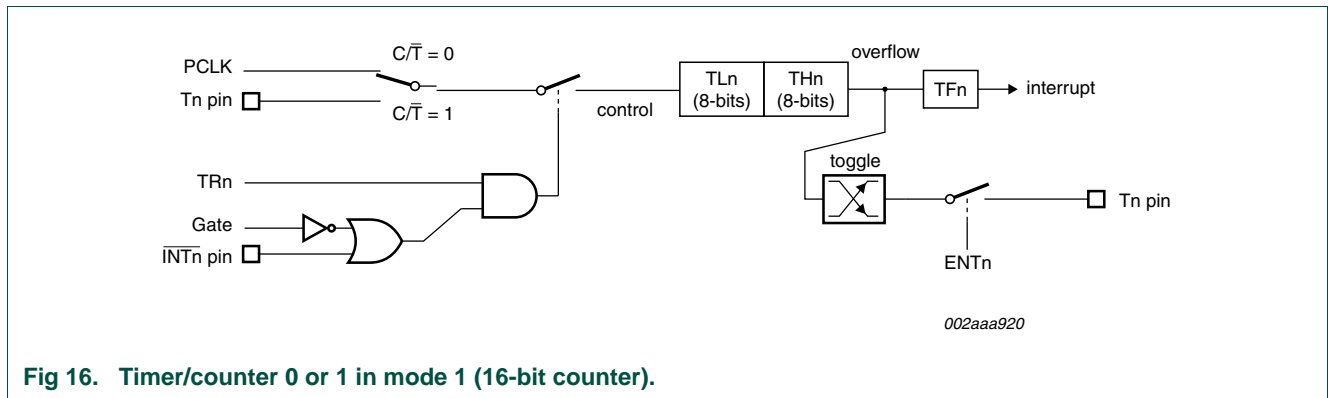 PCLK
Tn pin
C/T̅ = 0
C/T̅ = 1
TRn
Gate
I̅N̅T̅n̅ pin
control
TLn
(8-bits)
THn
(8-bits)
overflow
TFn
interrupt
toggle
Tn pin
ENTn
002aaa920
Fig 16. Timer/counter 0 or 1 in mode 1 (16-bit counter).